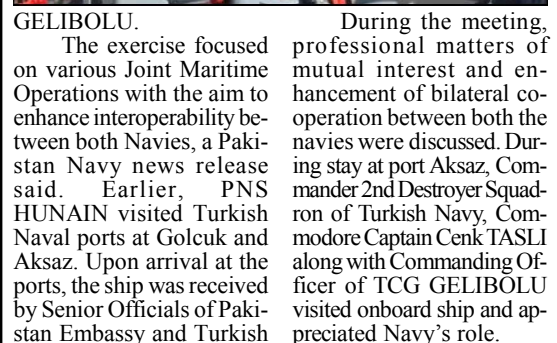 GELIBOLU.
The exercise focused
on various Joint Maritime
Operations with the aim to
enhance interoperability be-
tween both Navies, a Paki-
stan Navy news release
said. Earlier, PNS
HUNAIN visited Turkish
Naval ports at Golcuk and
Aksaz. Upon arrival at the
ports, the ship was received
by Senior Officials of Paki-
stan Embassy and Turkish
During the meeting,
professional matters of
mutual interest and en-
hancement of bilateral co-
operation between both the
navies were discussed. Dur-
ing stay at port Aksaz, Com-
mander 2nd Destroyer Squad-
ron of Turkish Navy, Com-
modore Captain Cenk TASLI
along with Commanding Of-
ficer of TCG GELIBOLU
visited onboard ship and ap-
preciated Navy's role.